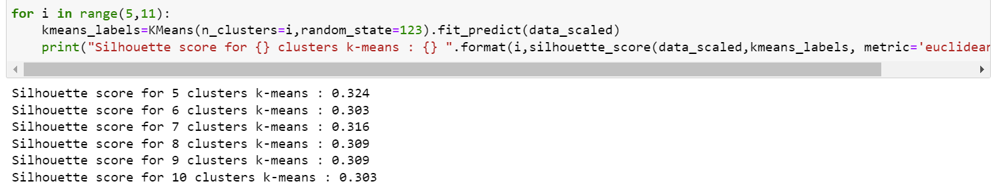 for i in range(5,11):
    kmeans_labels=KMeans(n_clusters=i,random_state=123).fit_predict(data_scaled)
    print("Silhouette score for {} clusters k-means : {} ".format(i,silhouette_score(data_scaled,kmeans_labels, metric='euclidean
Silhouette score for 5 clusters k-means : 0.324
Silhouette score for 6 clusters k-means : 0.303
Silhouette score for 7 clusters k-means : 0.316
Silhouette score for 8 clusters k-means : 0.309
Silhouette score for 9 clusters k-means : 0.309
Silhouette score for 10 clusters k-means : 0.303